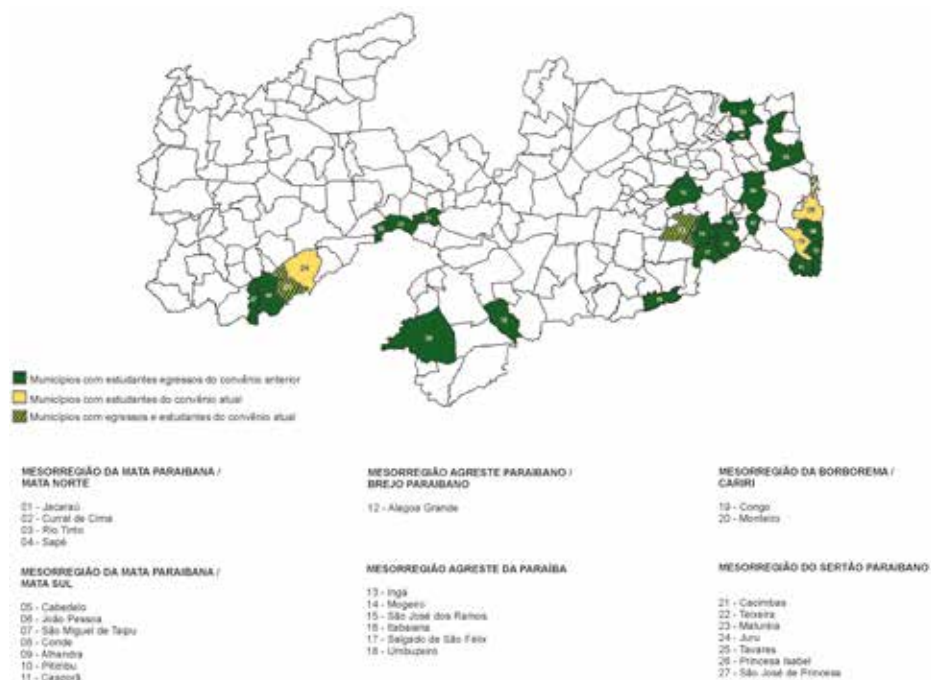 Municípios com estudantes egressos do convênio anterior
Municípios com estudantes do convênio atual
Municípios com egressos e estudantes do convênio atual
MESORREGIÃO DA MATA PARAIBANA /
MATA NORTE
01 - Jacaraú
02 - Curral de Cima
03 - Rio Tinto
04 - Sapé
MESORREGIÃO DA MATA PARAIBANA /
MATA SUL
05 - Cabedelo
06 - João Pessoa
07 - São Miguel de Taipu
08 - Conde
09 - Alhandra
10 - Pitimbu
11 - Caaporã
MESORREGIÃO AGRESTE PARAIBANO /
BREJO PARAIBANO
12 - Alagoa Grande
MESORREGIÃO AGRESTE DA PARAÍBA
13 - Ingá
14 - Mogeiro
15 - São José dos Ramos
16 - Itabaiana
17 - Salgado de São Félix
18 - Umbuzeiro
MESORREGIÃO DA BORBOREMA /
CARIRI
19 - Congo
20 - Monteiro
MESORREGIÃO DO SERTÃO PARAIBANO
21 - Cacimbas
22 - Teixeira
23 - Maturéia
24 - Juru
25 - Tavares
26 - Princesa Isabel
27 - São José de Princesa